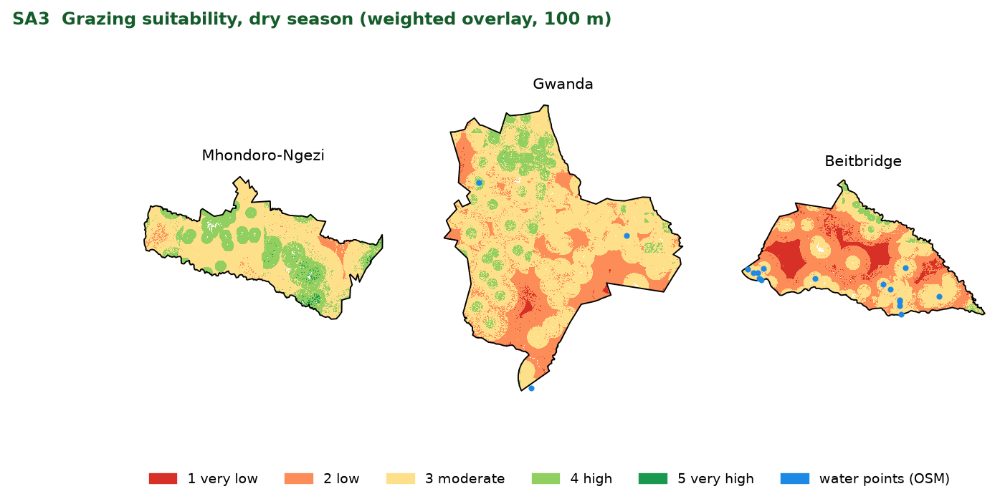 SA3  Grazing suitability, dry season (weighted overlay, 100 m)
Gwanda
Mhondoro-Ngezi
Beitbridge
1 very low
2 low
3 moderate
4 high
5 very high
water points (OSM)